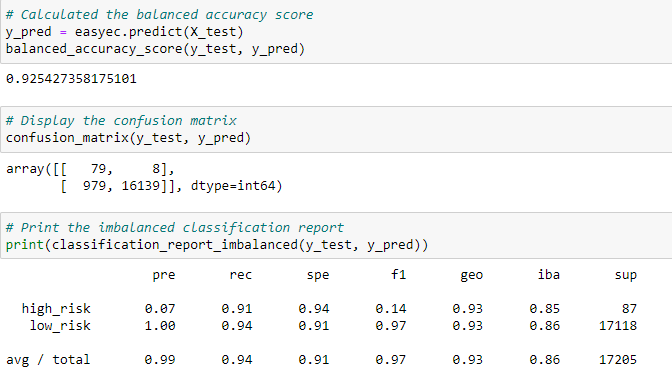 # Calculated the balanced accuracy score
y_pred = easyec.predict(X_test)
balanced_accuracy_score(y_test, y_pred)
0.925427358175101
# Display the confusion matrix
confusion_matrix(y_test, y_pred)
array([[   79,     8],
       [  979, 16139]], dtype=int64)
# Print the imbalanced classification report
print(classification_report_imbalanced(y_test, y_pred))
pre rec spe f1 geo iba sup
high_risk 0.07 0.91 0.94 0.14 0.93 0.85 87
low_risk 1.00 0.94 0.91 0.97 0.93 0.86 17118
avg / total 0.99 0.94 0.91 0.97 0.93 0.86 17205